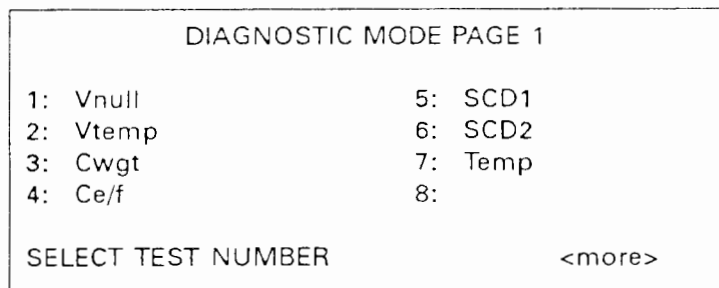 DIAGNOSTIC MODE PAGE 1
1: Vnull 5: SCD1
2: Vtemp 6: SCD2
3: Cwgt 7: Temp
4: Ce/f 8:
SELECT TEST NUMBER <more>